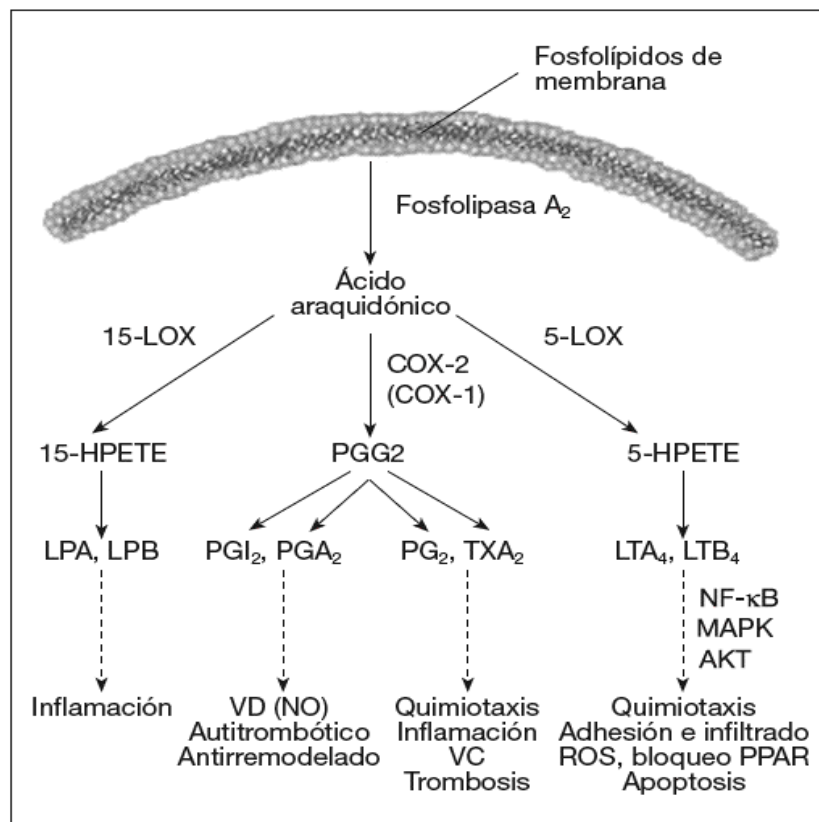 Fosfolípidos de
membrana
Fosfolipasa A₂
Ácido
araquidónico
15-LOX
COX-2
(COX-1)
5-LOX
15-HPETE
PGG2
5-HPETE
LPA, LPB
PGI₂, PGA₂
PG₂, TXA₂
LTA₄, LTB₄
NF-κB
MAPK
AKT
Inflamación
VD (NO)
Autitrombótico
Antirremodelado
Quimiotaxis
Inflamación
VC
Trombosis
Quimiotaxis
Adhesión e infiltrado
ROS, bloqueo PPAR
Apoptosis